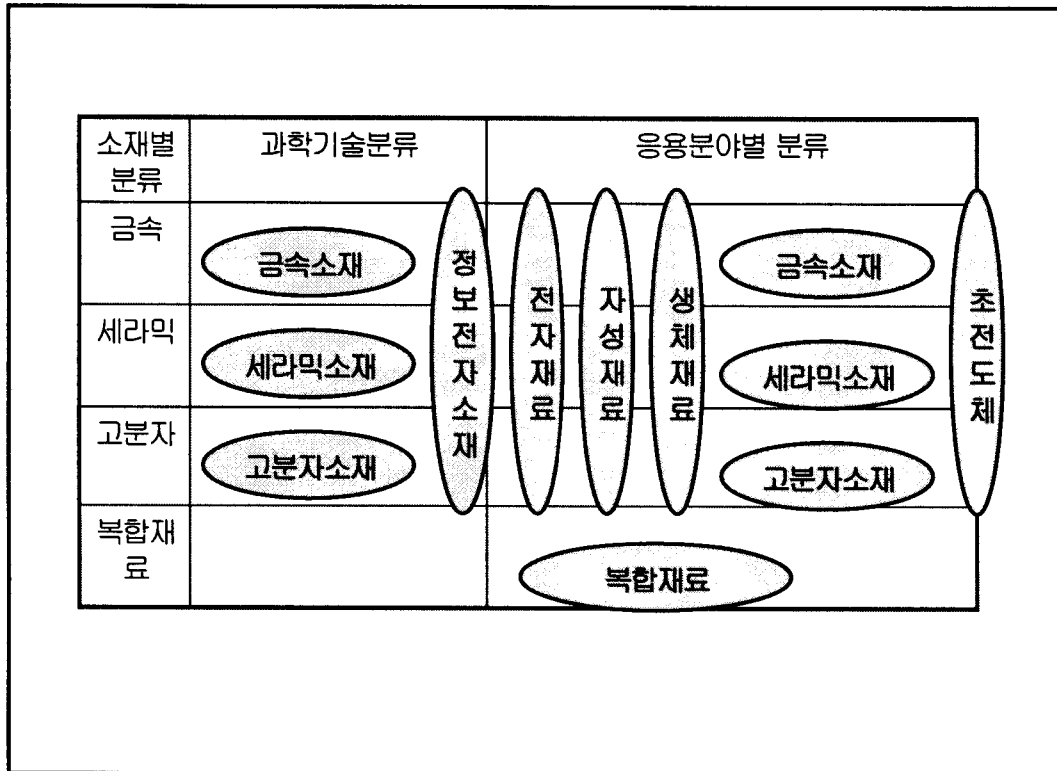 소재별
분류
과학기술분류
응용분야별 분류
금속
금속소재
정보전자소재
전자재료
자성재료
생체재료
금속소재
초전도체
세라믹
세라믹소재
세라믹소재
고분자
고분자소재
고분자소재
복합재
료
복합재료